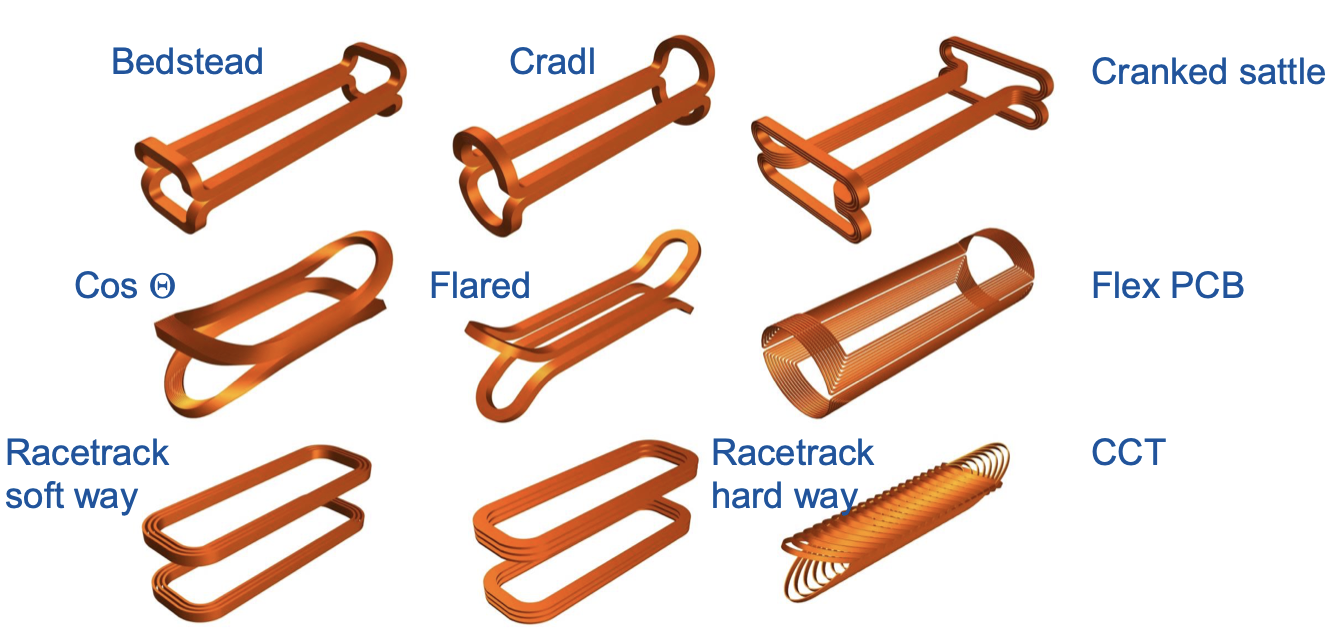 Bedstead
Cradl
Cranked sattle
Cos Θ
Flared
Flex PCB
Racetrack
soft way
Racetrack
hard way
CCT